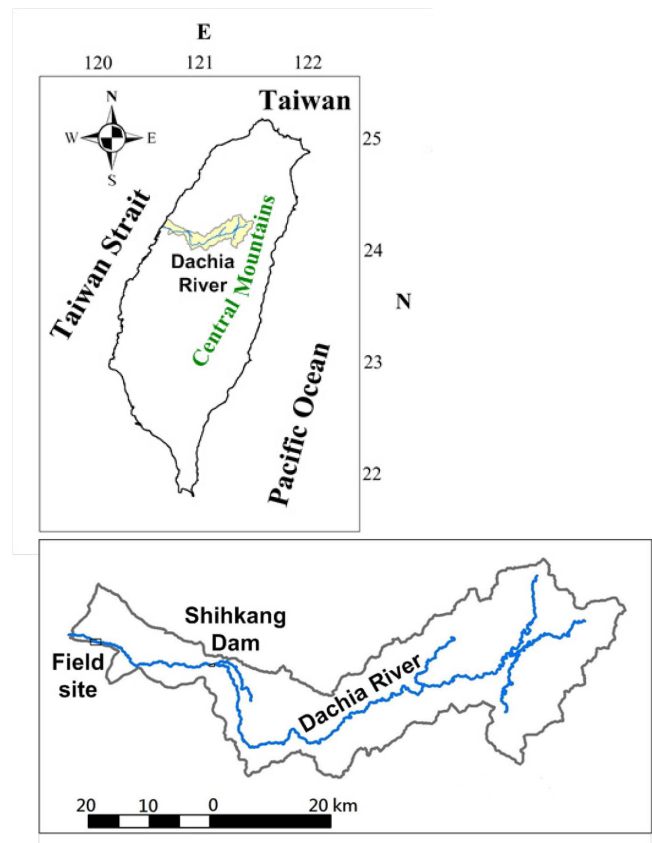 E
120 121 122
Taiwan
N
W E
S
25
24
23
22
N
Taiwan Strait
Dachia
River
Central Mountains
Pacific Ocean
Shihkang
Dam
Field
site
Dachia River
20 10 0 20 km